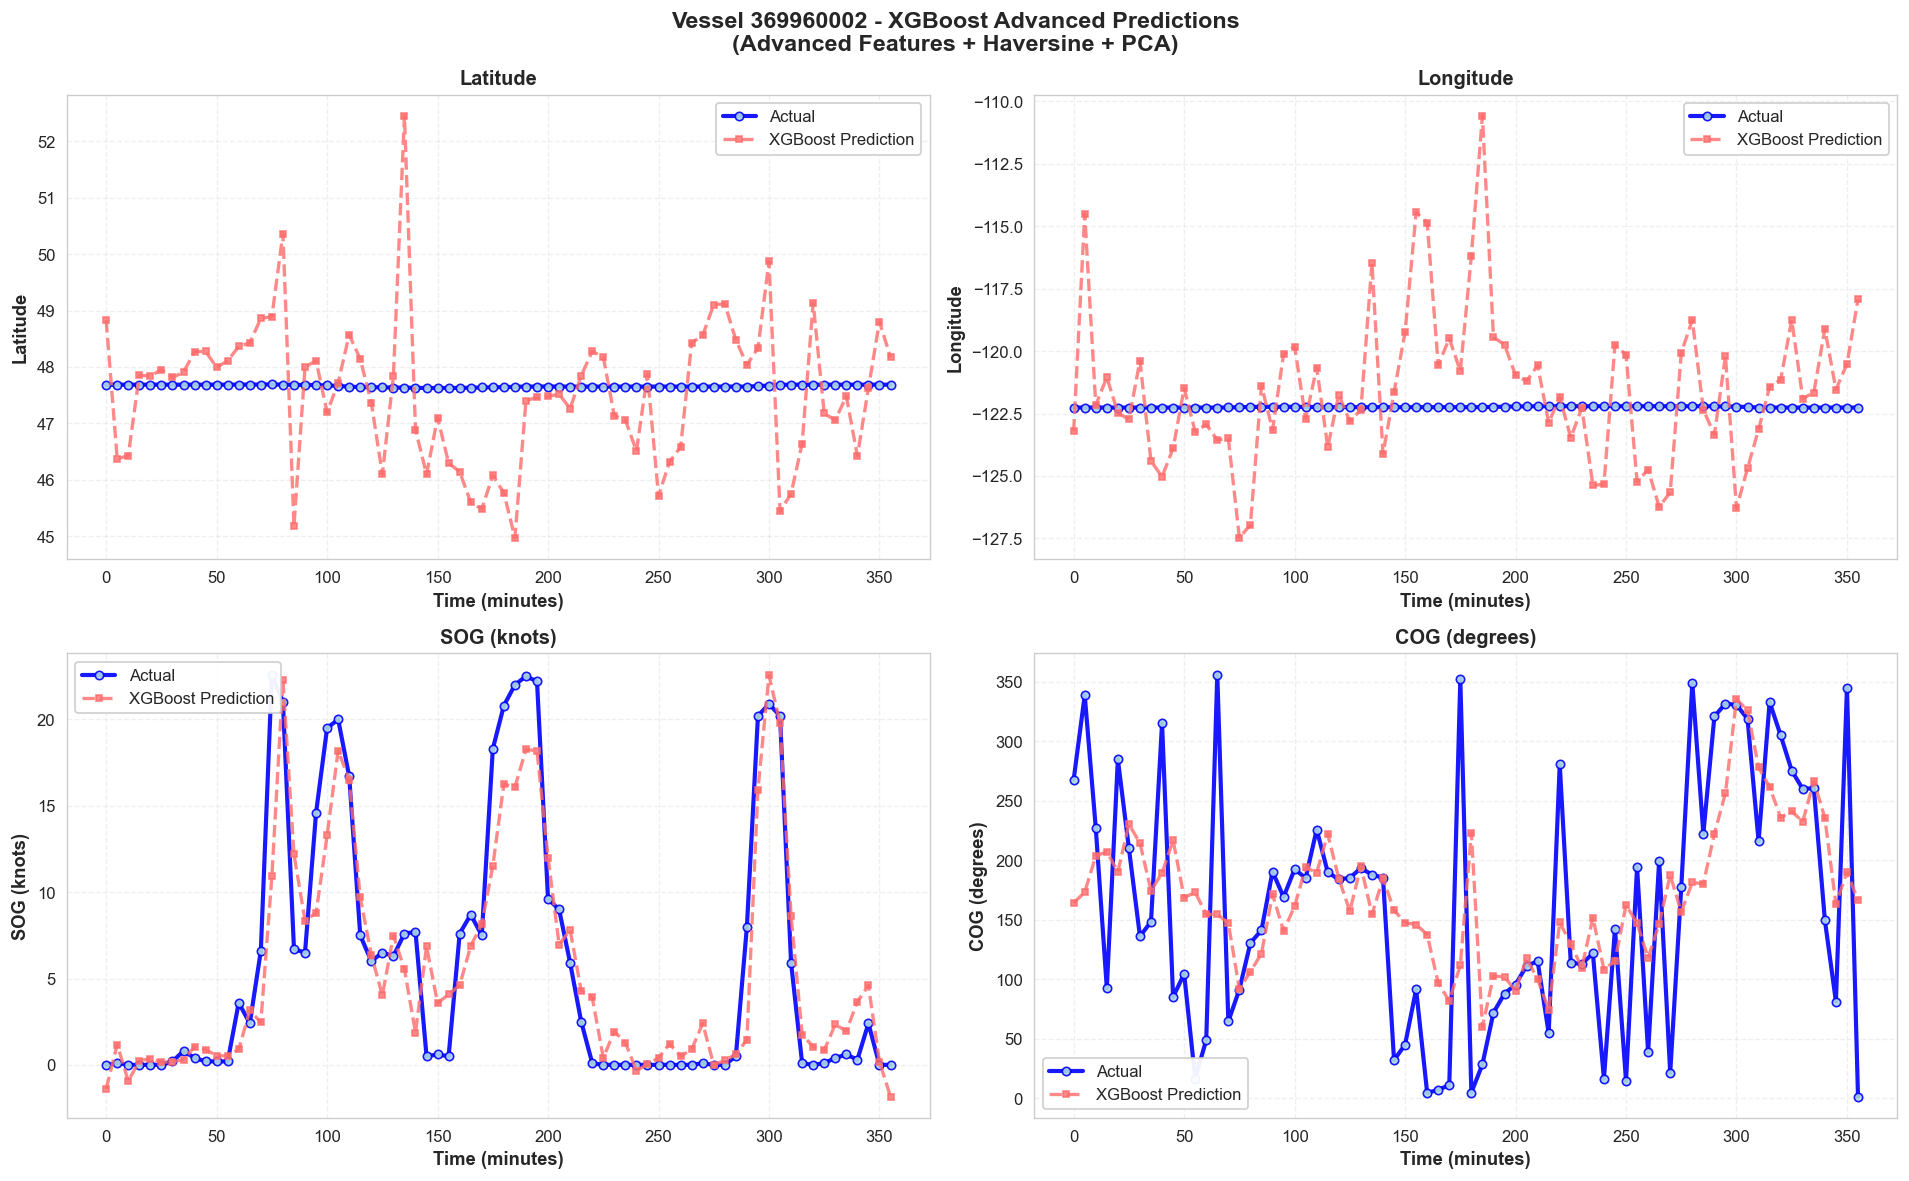 Vessel 369960002 - XGBoost Advanced Predictions
(Advanced Features + Haversine + PCA)
Latitude
Actual
XGBoost Prediction
52
51
50
49
48
47
46
45
Latitude
0 50 100 150 200 250 300 350
Time (minutes)
Longitude
Actual
XGBoost Prediction
−110.0
−112.5
−115.0
−117.5
−120.0
−122.5
−125.0
−127.5
Longitude
0 50 100 150 200 250 300 350
Time (minutes)
SOG (knots)
Actual
XGBoost Prediction
20
15
10
5
0
SOG (knots)
0 50 100 150 200 250 300 350
Time (minutes)
COG (degrees)
350
300
250
200
150
100
50
0
COG (degrees)
Actual
XGBoost Prediction
0 50 100 150 200 250 300 350
Time (minutes)